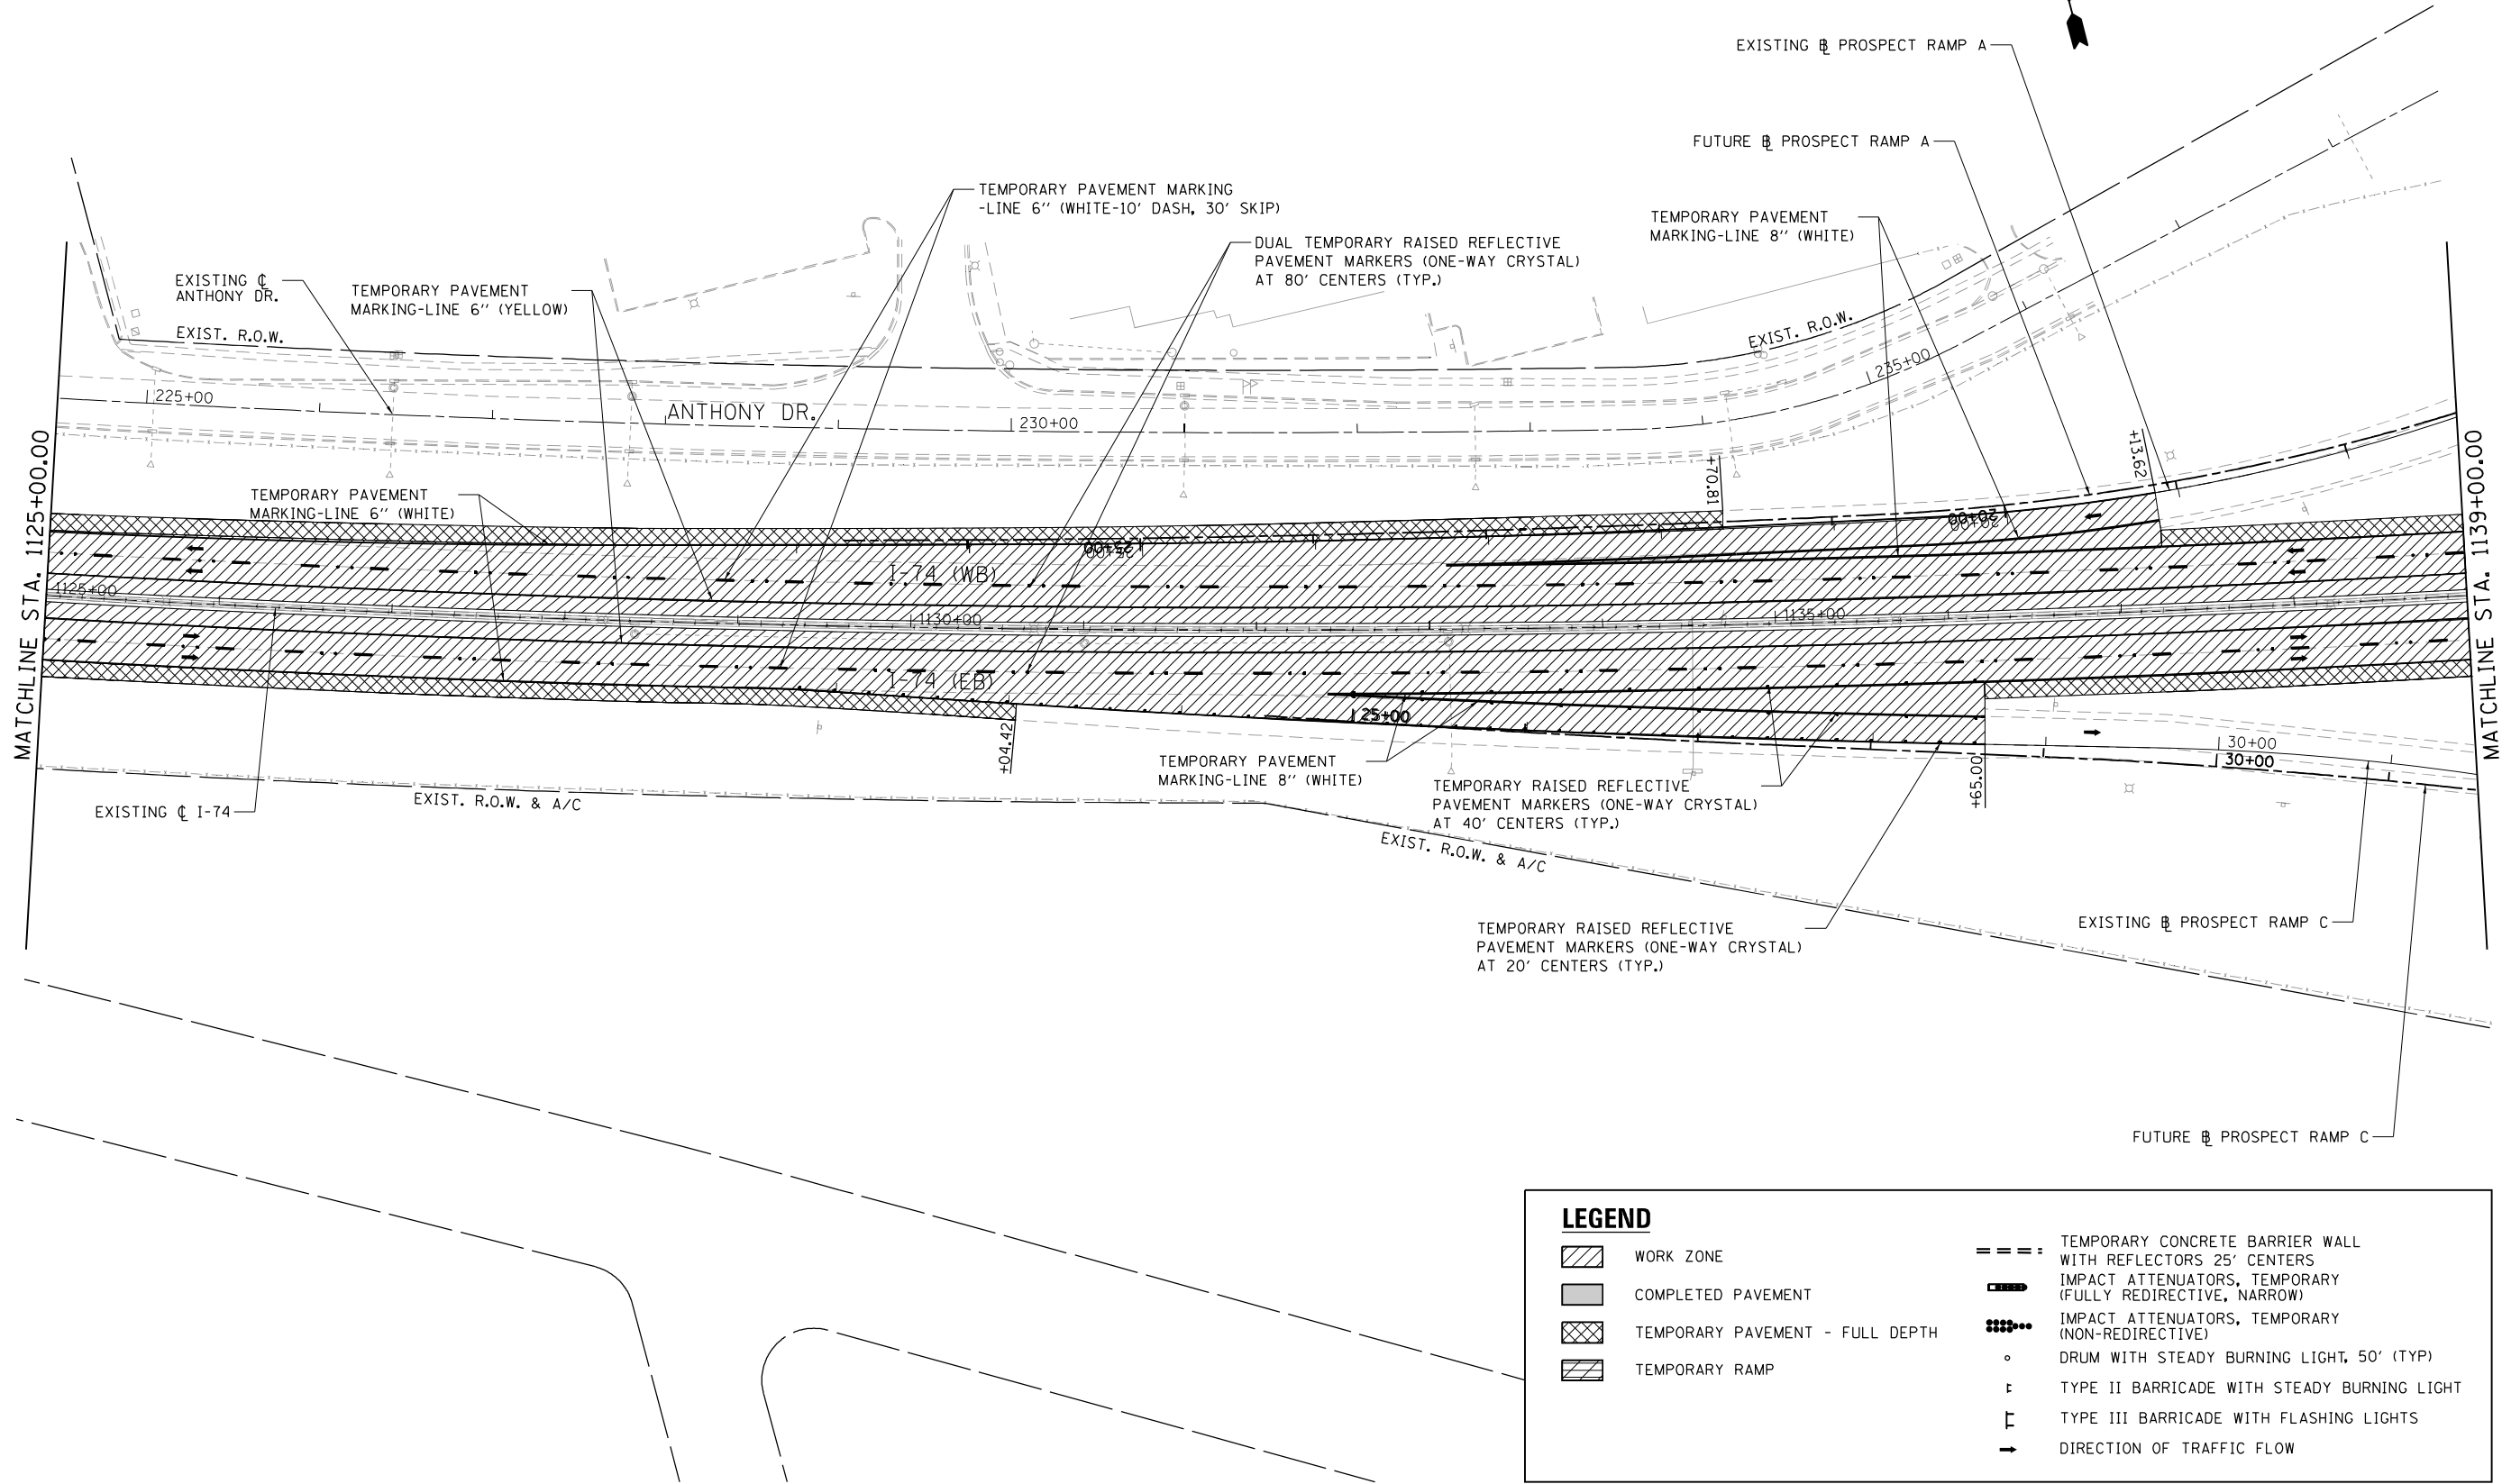 EXISTING ℄ PROSPECT RAMP A
FUTURE ℄ PROSPECT RAMP A
TEMPORARY PAVEMENT MARKING
-LINE 6" (WHITE-10' DASH, 30' SKIP)
TEMPORARY PAVEMENT
MARKING-LINE 8" (WHITE)
DUAL TEMPORARY RAISED REFLECTIVE
PAVEMENT MARKERS (ONE-WAY CRYSTAL)
AT 80' CENTERS (TYP.)
EXISTING ℄
ANTHONY DR.
TEMPORARY PAVEMENT
MARKING-LINE 6" (YELLOW)
EXIST. R.O.W.
EXIST. R.O.W.
225+00
ANTHONY DR.
230+00
235+00
+70.81
+13.62
MATCHLINE STA. 1125+00.00
MATCHLINE STA. 1139+00.00
TEMPORARY PAVEMENT
MARKING-LINE 6" (WHITE)
20+00
20+00
25+00
25+00
I-74 (WB)
1125+00
1130+00
1135+00
I-74 (EB)
25+00
+04.42
+65.00
30+00
30+00
TEMPORARY PAVEMENT
MARKING-LINE 8" (WHITE)
TEMPORARY RAISED REFLECTIVE
PAVEMENT MARKERS (ONE-WAY CRYSTAL)
AT 40' CENTERS (TYP.)
EXISTING ℄ I-74
EXIST. R.O.W. & A/C
EXIST. R.O.W. & A/C
TEMPORARY RAISED REFLECTIVE
PAVEMENT MARKERS (ONE-WAY CRYSTAL)
AT 20' CENTERS (TYP.)
EXISTING ℄ PROSPECT RAMP C
FUTURE ℄ PROSPECT RAMP C
LEGEND
WORK ZONE
COMPLETED PAVEMENT
TEMPORARY PAVEMENT - FULL DEPTH
TEMPORARY RAMP
TEMPORARY CONCRETE BARRIER WALL
WITH REFLECTORS 25' CENTERS
IMPACT ATTENUATORS, TEMPORARY
(FULLY REDIRECTIVE, NARROW)
IMPACT ATTENUATORS, TEMPORARY
(NON-REDIRECTIVE)
DRUM WITH STEADY BURNING LIGHT, 50' (TYP)
TYPE II BARRICADE WITH STEADY BURNING LIGHT
TYPE III BARRICADE WITH FLASHING LIGHTS
DIRECTION OF TRAFFIC FLOW